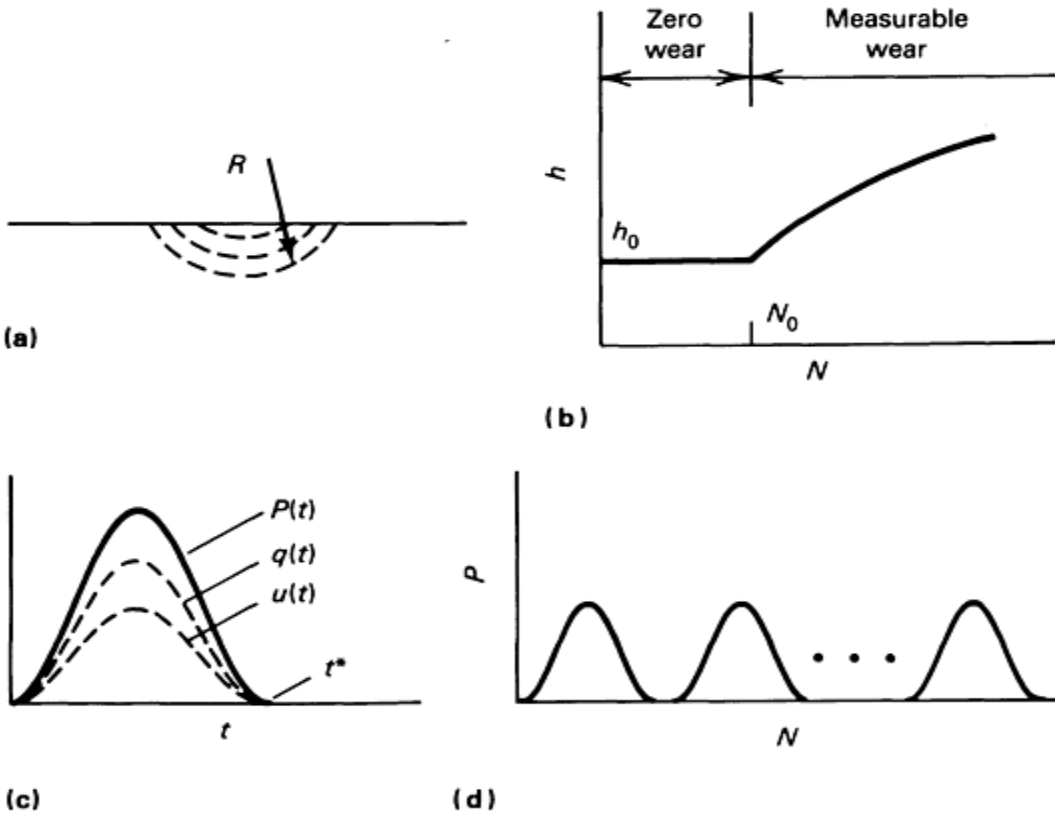 R
(a)
Zero
wear
Measurable
wear
h
h₀
N₀
N
(b)
P(t)
q(t)
u(t)
t*
t
(c)
P
N
(d)